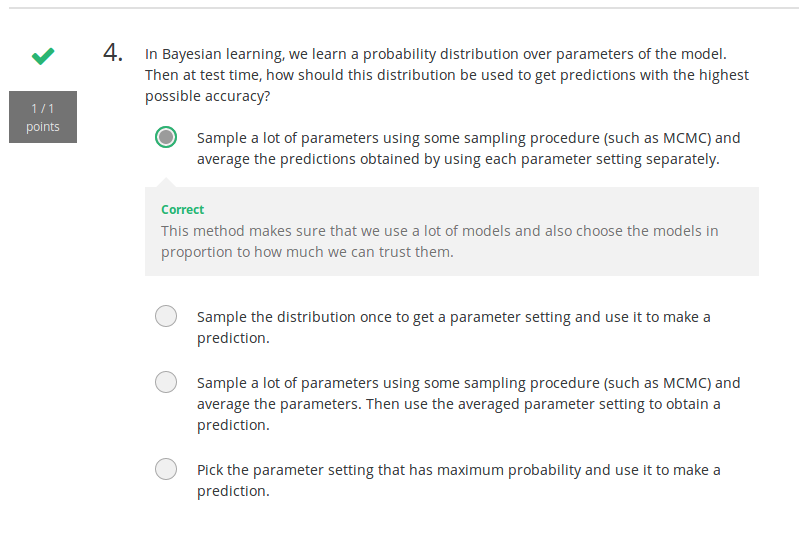 4.
In Bayesian learning, we learn a probability distribution over parameters of the model.
Then at test time, how should this distribution be used to get predictions with the highest
possible accuracy?
1 / 1
points
Sample a lot of parameters using some sampling procedure (such as MCMC) and
average the predictions obtained by using each parameter setting separately.
Correct
This method makes sure that we use a lot of models and also choose the models in
proportion to how much we can trust them.
Sample the distribution once to get a parameter setting and use it to make a
prediction.
Sample a lot of parameters using some sampling procedure (such as MCMC) and
average the parameters. Then use the averaged parameter setting to obtain a
prediction.
Pick the parameter setting that has maximum probability and use it to make a
prediction.